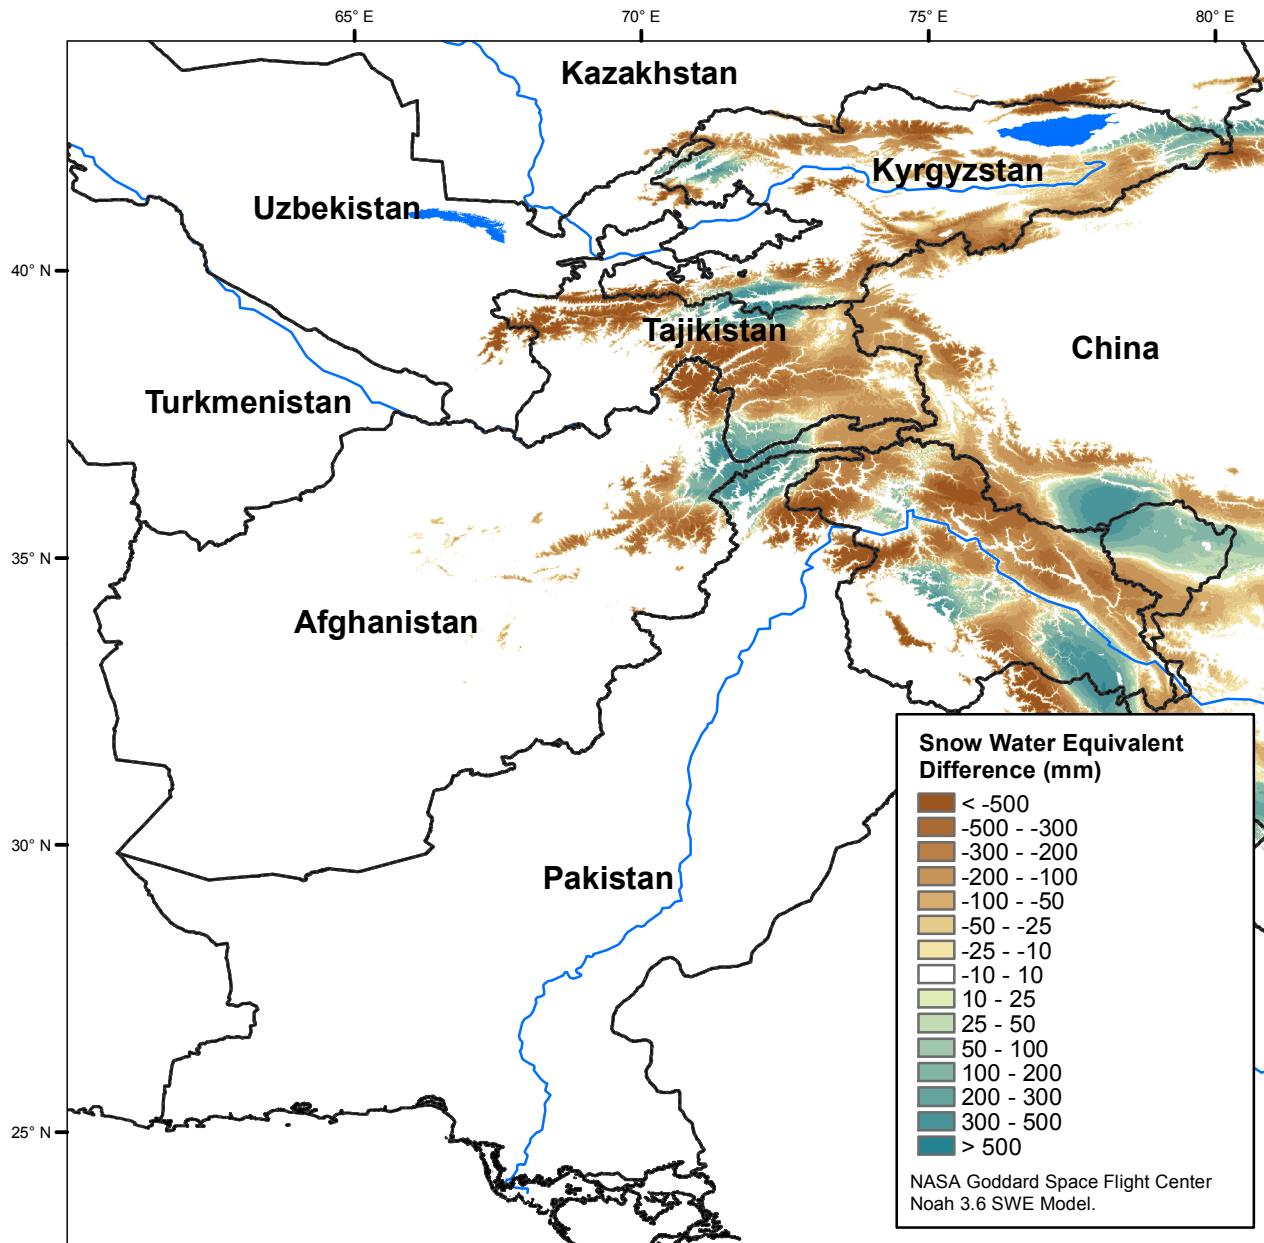 65° E
70° E
75° E
80° E
Kazakhstan
Kyrgyzstan
Uzbekistan
40° N
Tajikistan
China
Turkmenistan
35° N
Afghanistan
Snow Water Equivalent
Difference (mm)
< -500
-500 - -300
-300 - -200
-200 - -100
-100 - -50
-50 - -25
-25 - -10
-10 - 10
10 - 25
25 - 50
50 - 100
100 - 200
200 - 300
300 - 500
> 500
30° N
Pakistan
25° N
NASA Goddard Space Flight Center
Noah 3.6 SWE Model.